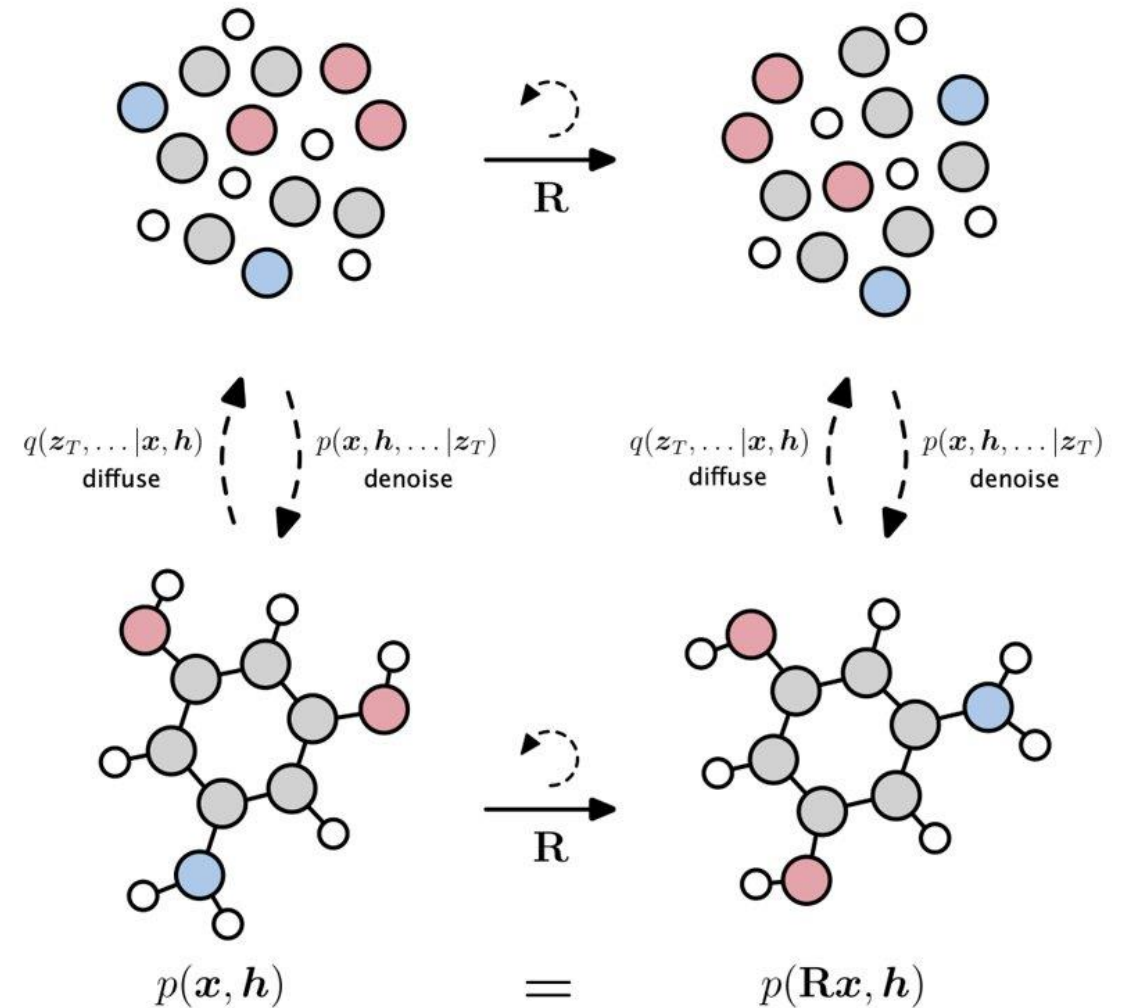 R
q(z_T, ...|x, h) p(x, h, ...|z_T) q(z_T, ...|x, h) p(x, h, ...|z_T)
diffuse denoise diffuse denoise
R
p(x, h) = p(Rx, h)